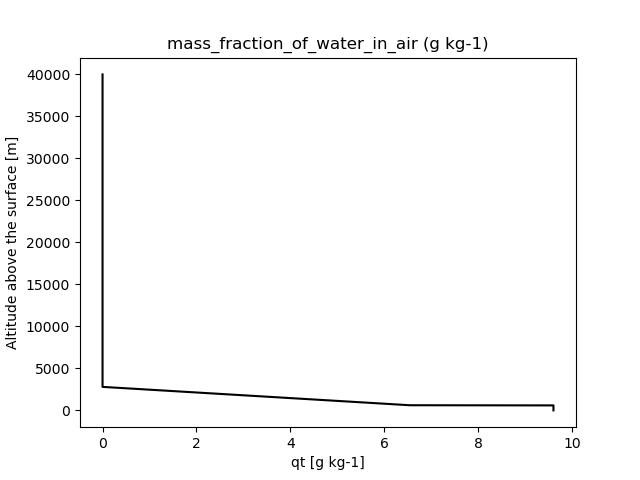 mass_fraction_of_water_in_air (g kg-1)
Altitude above the surface [m]
40000
35000
30000
25000
20000
15000
10000
5000
0
0 2 4 6 8 10
qt [g kg-1]